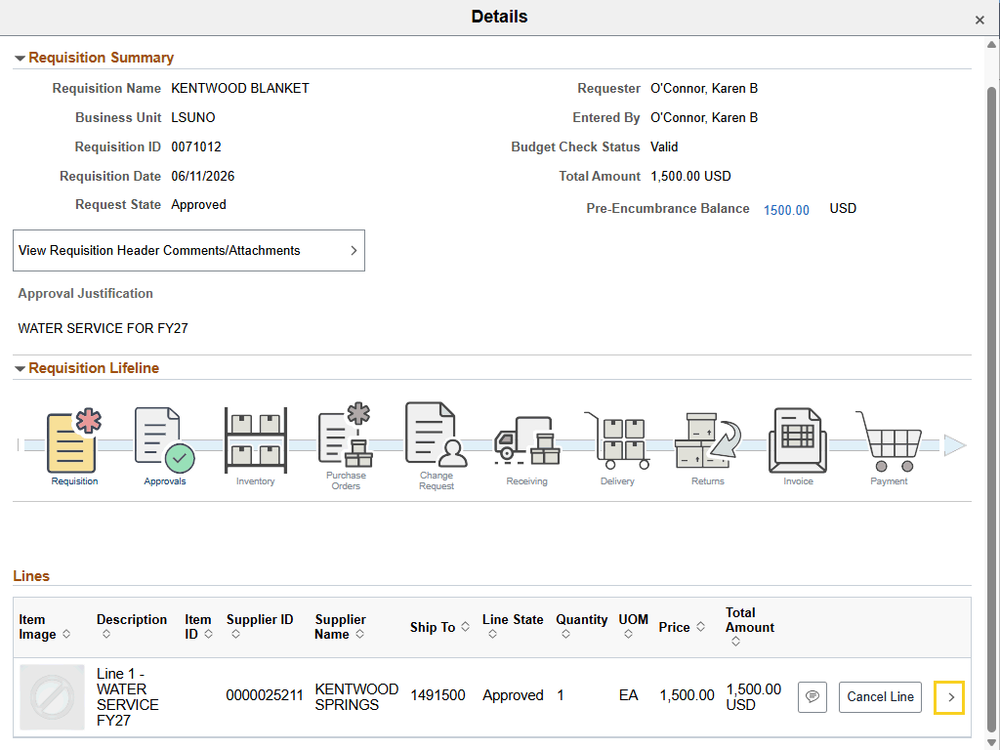 Details
Requisition Summary
Requisition Name KENTWOOD BLANKET
Requester O'Connor, Karen B
Business Unit LSUNO
Entered By O'Connor, Karen B
Requisition ID 0071012
Budget Check Status Valid
Requisition Date 06/11/2026
Total Amount 1,500.00 USD
Request State Approved
Pre-Encumbrance Balance 1500.00 USD
View Requisition Header Comments/Attachments
Approval Justification
WATER SERVICE FOR FY27
Requisition Lifeline
Requisition
Approvals
Inventory
Purchase
Orders
Change
Request
Receiving
Delivery
Returns
Invoice
Payment
Lines
Item
Image
Description
Item
ID
Supplier ID
Supplier
Name
Ship To
Line State
Quantity
UOM
Price
Total
Amount
Line 1 -
WATER
SERVICE
FY27
0000025211
KENTWOOD
SPRINGS
1491500
Approved
1
EA
1,500.00
1,500.00
USD
Cancel Line